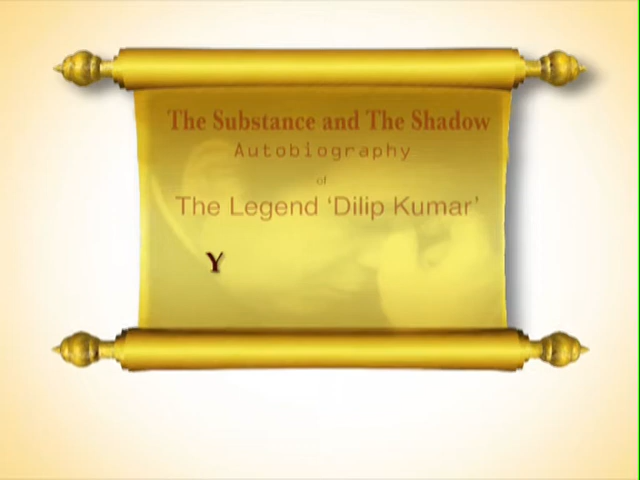 The Substance and The Shadow
Autobiography
of
The Legend ‘Dilip Kumar’
Y